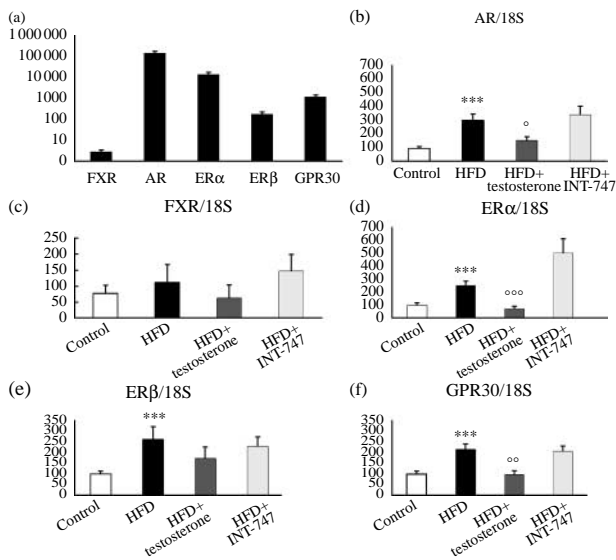 (a)
1 000 000
100 000
10 000
1000
100
10
0
FXR AR ERα ERβ GPR30
(b)
AR/18S
700
600
500
400
300
200
100
0
***
°
Control
HFD
HFD+
testosterone
HFD+
INT-747
(c)
FXR/18S
250
200
150
100
50
0
Control
HFD
HFD+
testosterone
HFD+
INT-747
(d)
ERα/18S
700
600
500
400
300
200
100
0
***
°°°
Control
HFD
HFD+
testosterone
HFD+
INT-747
(e)
ERβ/18S
350
300
250
200
150
100
50
0
***
Control
HFD
HFD+
testosterone
HFD+
INT-747
(f)
GPR30/18S
350
300
250
200
150
100
50
0
***
°°
Control
HFD
HFD+
testosterone
HFD+
INT-747